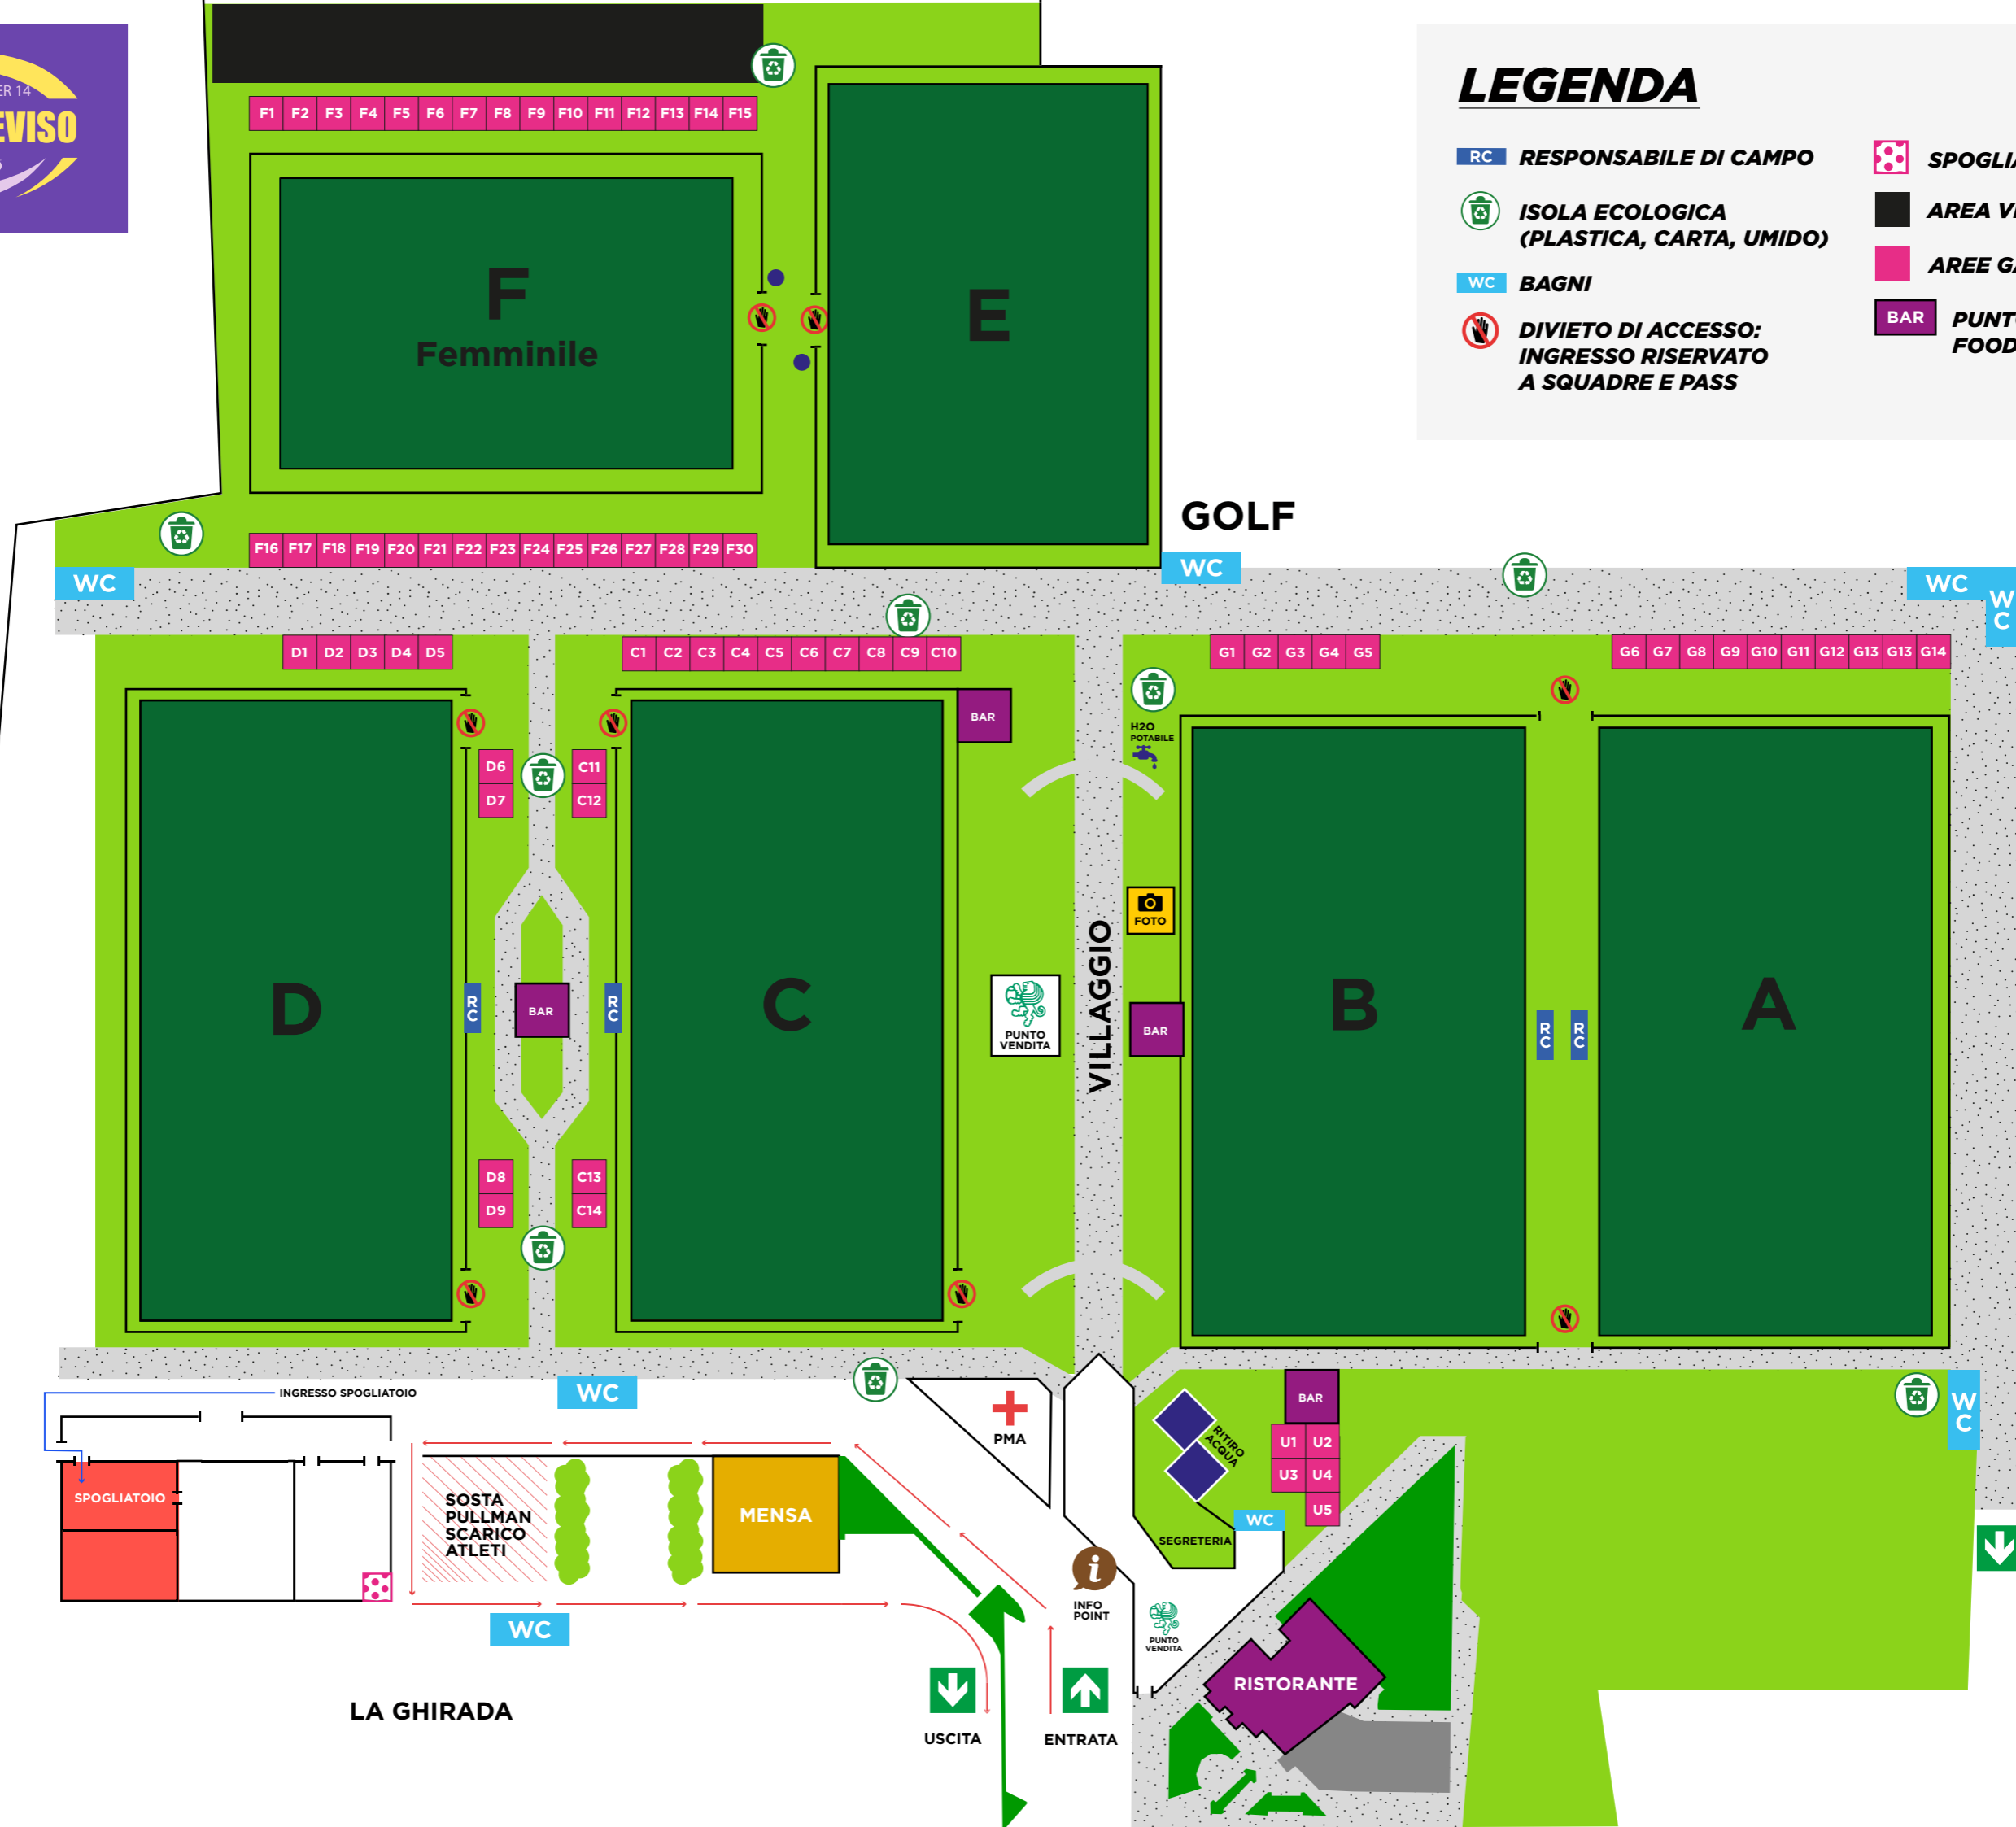 LEGENDA
RC RESPONSABILE DI CAMPO
ISOLA ECOLOGICA
(PLASTICA, CARTA, UMIDO)
WC BAGNI
DIVIETO DI ACCESSO:
INGRESSO RISERVATO
A SQUADRE E PASS
AREA
AREE
BAR
F1 F2 F3 F4 F5 F6 F7 F8 F9 F10 F11 F12 F13 F14 F15
F
Femminile
E
GOLF
F16 F17 F18 F19 F20 F21 F22 F23 F24 F25 F26 F27 F28 F29 F30
WC
WC
WC
WC
D1 D2 D3 D4 D5
C1 C2 C3 C4 C5 C6 C7 C8 C9 C10
G1 G2 G3 G4 G5
G6 G7 G8 G9 G10 G11 G12 G13 G13 G14
BAR
H2O
POTABILE
D6
D7
C11
C12
FOTO
D
RC
BAR
RC
C
PUNTO
VENDITA
VILLAGGIO
BAR
B
RC
RC
A
D8
D9
C13
C14
INGRESSO SPOGLIATOIO
WC
PMA
RITIRO
ACQUA
BAR
U1 U2
U3 U4
U5
WC
WC
SPOGLIATOIO
SOSTA
PULLMAN
SCARICO
ATLETI
MENSA
SEGRETERIA
INFO
POINT
PUNTO
VENDITA
WC
LA GHIRADA
USCITA
ENTRATA
RISTORANTE